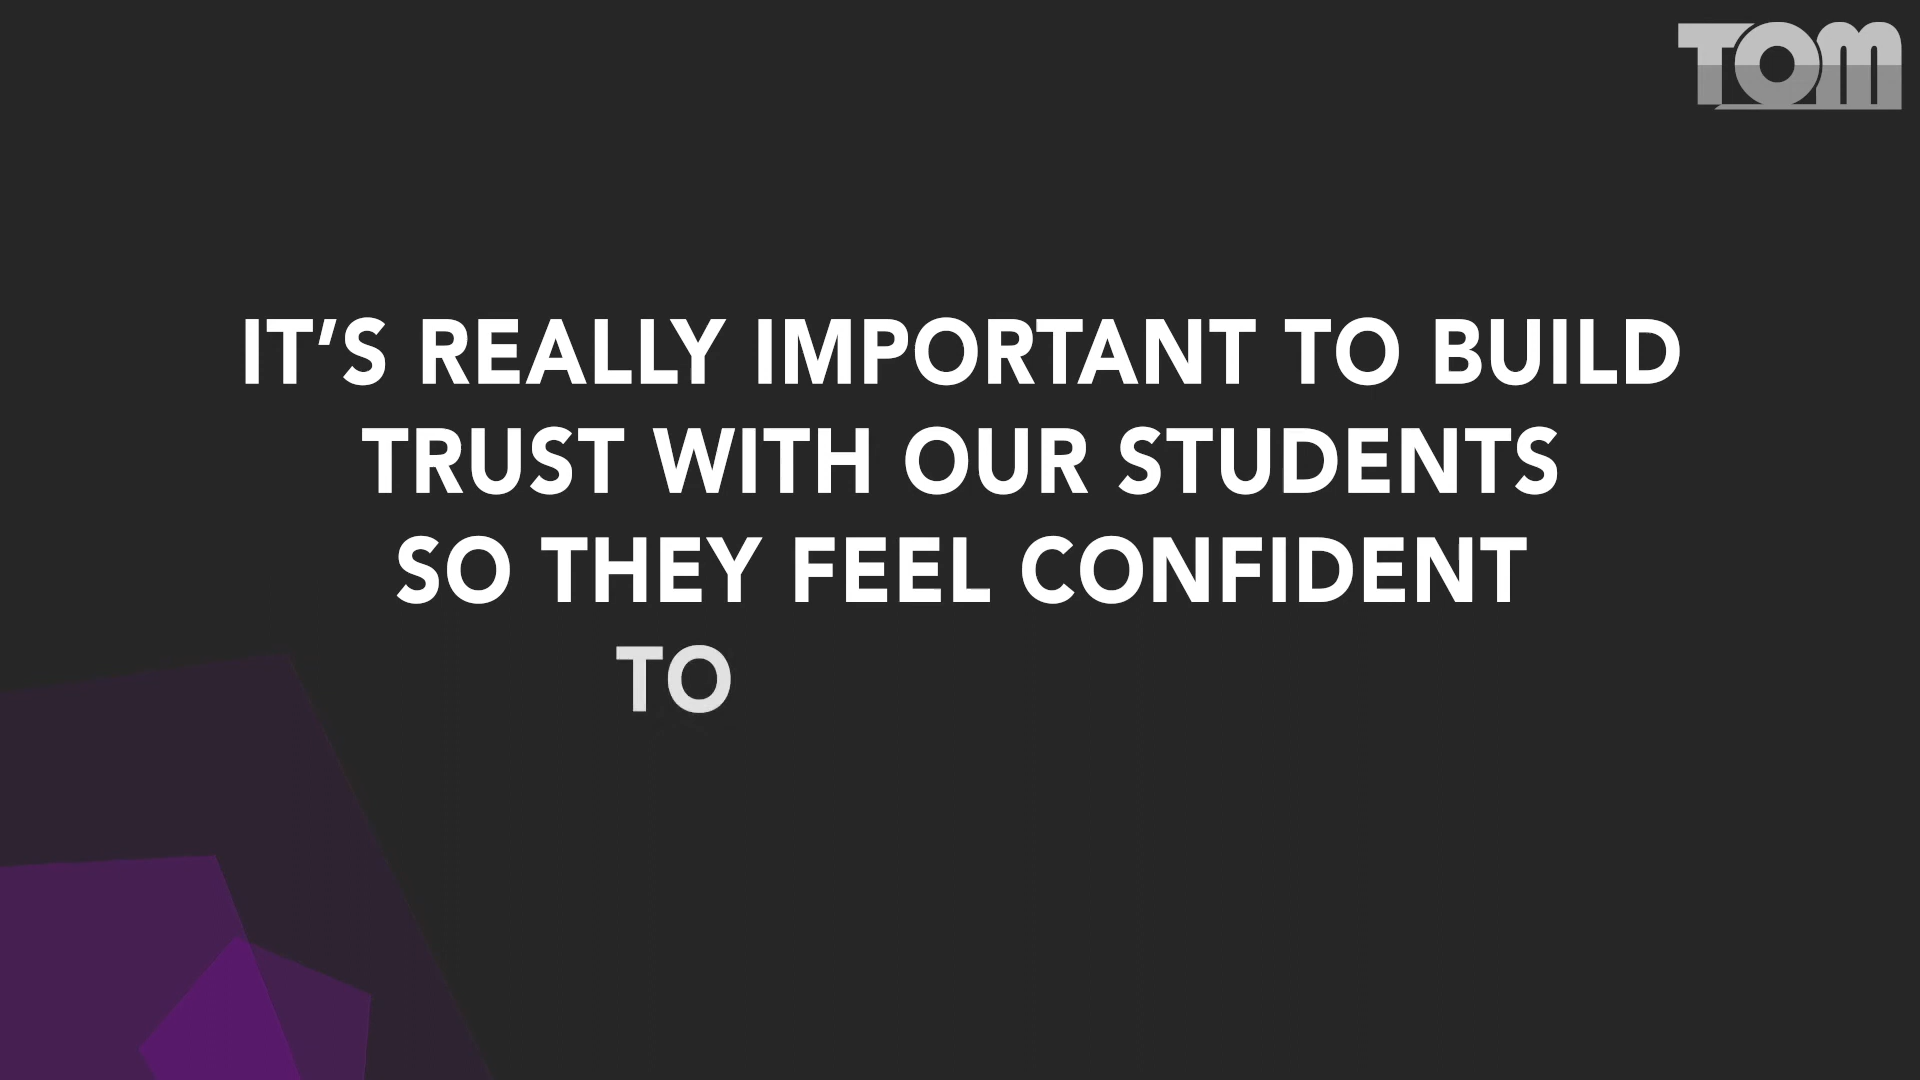 TOM
IT’S REALLY IMPORTANT TO BUILD
TRUST WITH OUR STUDENTS
SO THEY FEEL CONFIDENT
TO